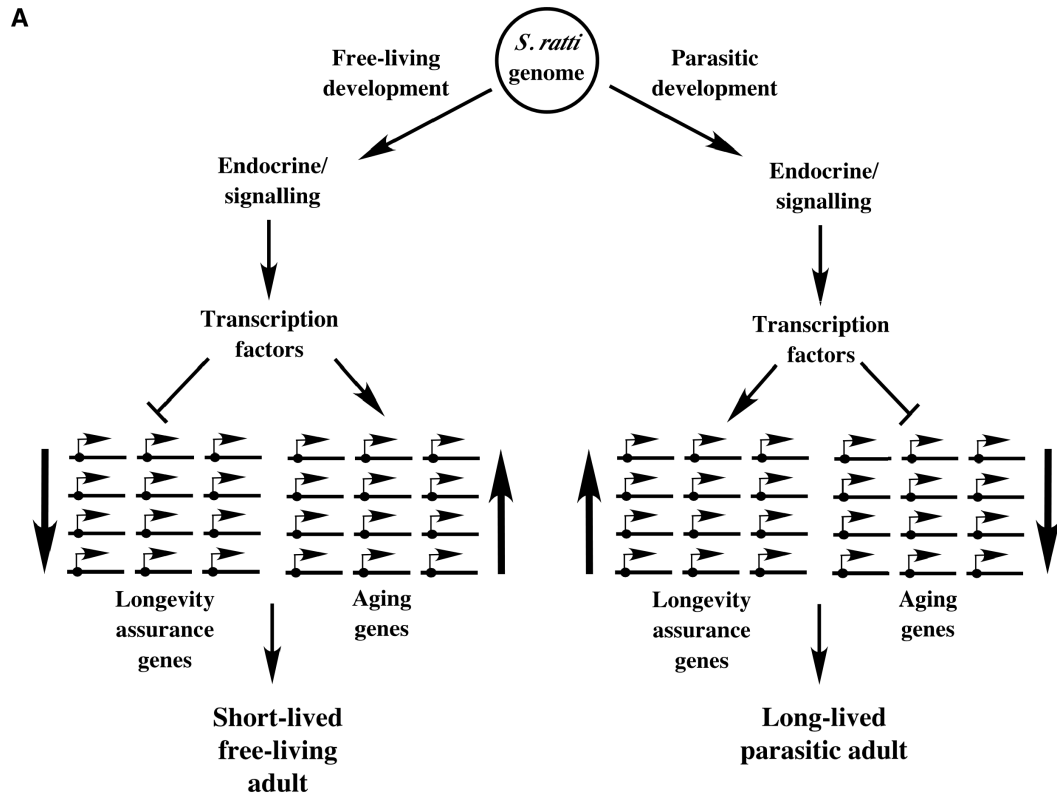 A
S. ratti
genome
Free-living
development
Parasitic
development
Endocrine/
signalling
Endocrine/
signalling
Transcription
factors
Transcription
factors
Longevity
assurance
genes
Aging
genes
Longevity
assurance
genes
Aging
genes
Short-lived
free-living
adult
Long-lived
parasitic adult